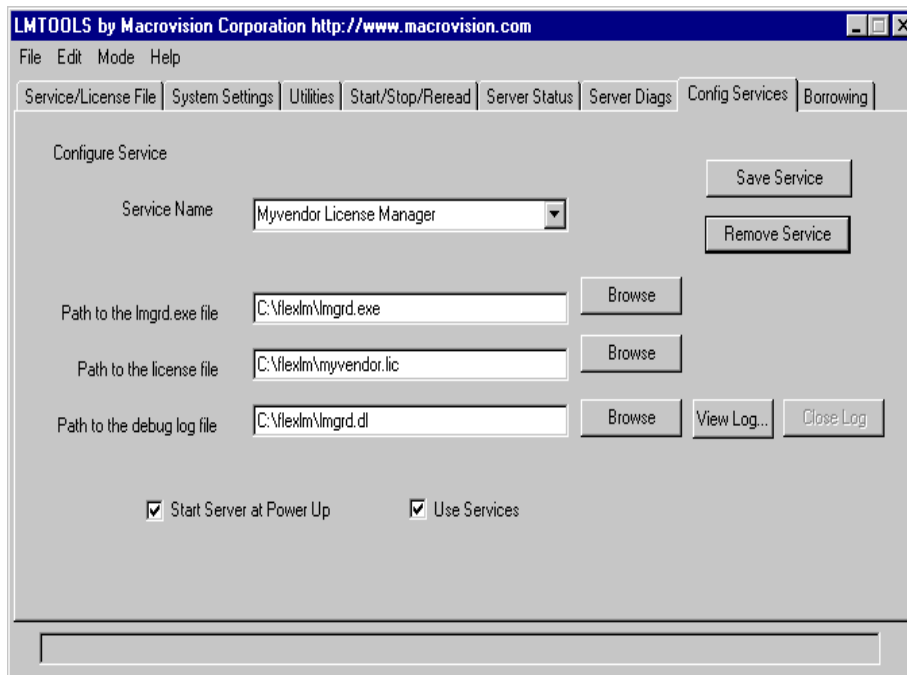 LMTOOLS by Macrovision Corporation http://www.macrovision.com
File Edit Mode Help
Service/License File System Settings Utilities Start/Stop/Reread Server Status Server Diags Config Services Borrowing
Configure Service
Save Service
Service Name Myvendor License Manager
Remove Service
Path to the lmgrd.exe file C:\flexlm\lmgrd.exe Browse
Path to the license file C:\flexlm\myvendor.lic Browse
Path to the debug log file C:\flexlm\lmgrd.dl Browse View Log... Close Log
Start Server at Power Up Use Services